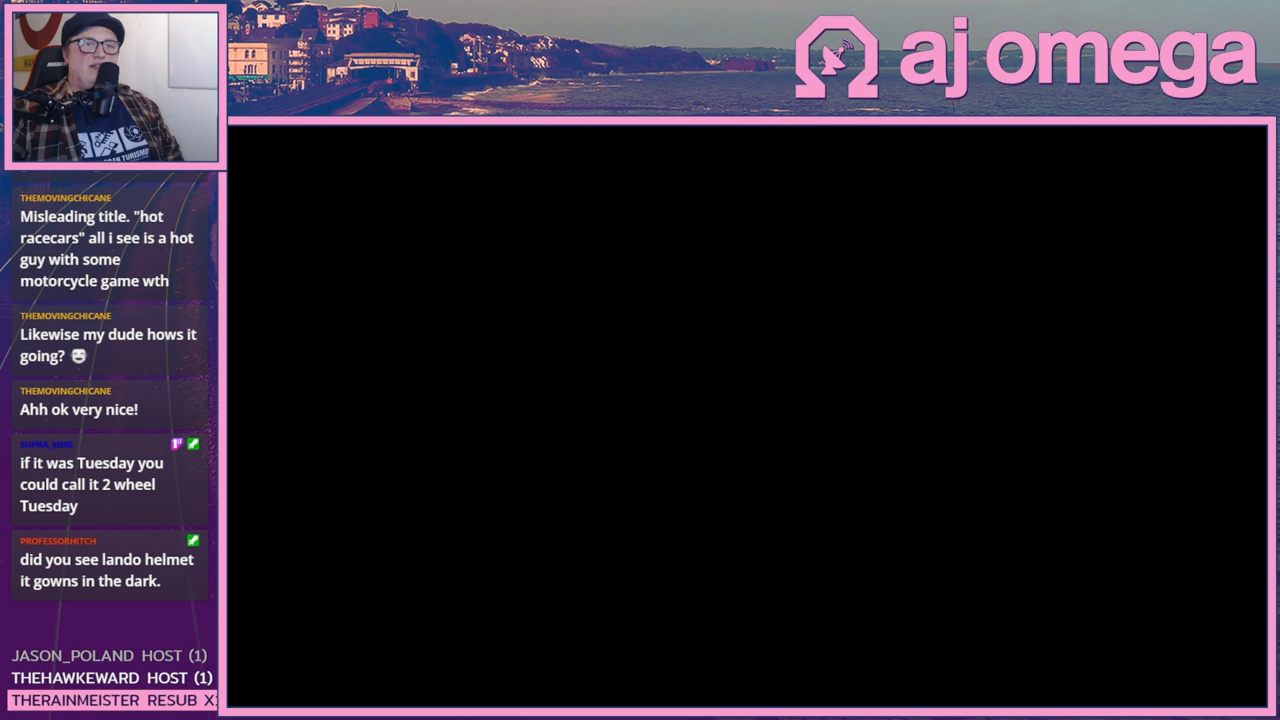 aj omega
GRAN TURISMO
THEMOVINGCHICANE
Misleading title. "hot
racecars" all i see is a hot
guy with some
motorcycle game wth
THEMOVINGCHICANE
Likewise my dude hows it
going?
THEMOVINGCHICANE
Ahh ok very nice!
SUPRA_MIKE
if it was Tuesday you
could call it 2 wheel
Tuesday
PROFESSORHITCH
did you see lando helmet
it gowns in the dark.
JASON_POLAND HOST (1)
THEHAWKEWARD HOST (1)
THERAINMEISTER RESUB X